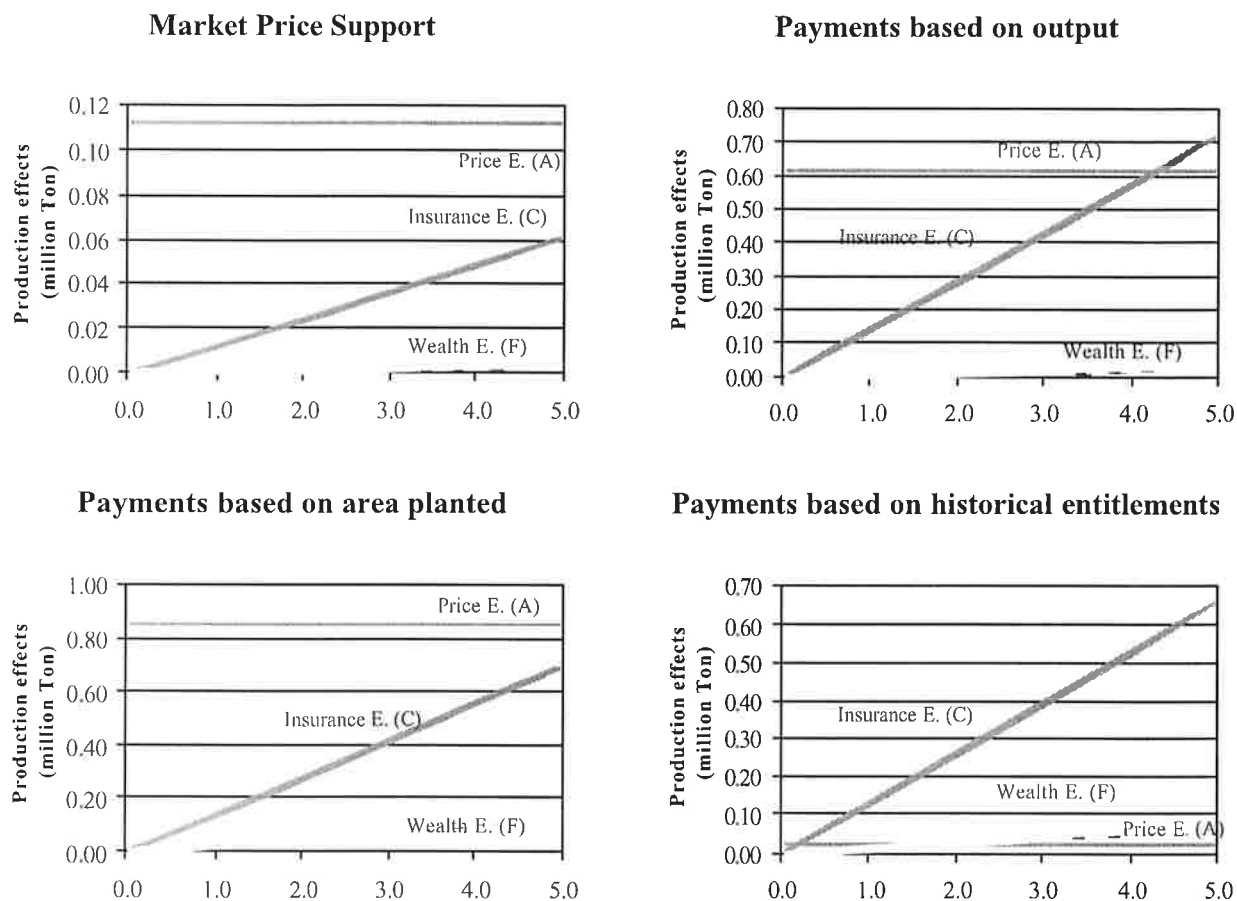 Market Price Support
Production effects
(million Ton)
0.12
0.10
0.08
0.06
0.04
0.02
0.00
Price E. (A)
Insurance E. (C)
Wealth E. (F)
0.0 1.0 2.0 3.0 4.0 5.0
Payments based on output
Production effects
(million Ton)
0.80
0.70
0.60
0.50
0.40
0.30
0.20
0.10
0.00
Price E. (A)
Insurance E. (C)
Wealth E. (F)
0.0 1.0 2.0 3.0 4.0 5.0
Payments based on area planted
Production effects
(million Ton)
1.00
0.80
0.60
0.40
0.20
0.00
Price E. (A)
Insurance E. (C)
Wealth E. (F)
0.0 1.0 2.0 3.0 4.0 5.0
Payments based on historical entitlements
Production effects
(million Ton)
0.70
0.60
0.50
0.40
0.30
0.20
0.10
0.00
Insurance E. (C)
Wealth E. (F)
Price E. (A)
0.0 1.0 2.0 3.0 4.0 5.0